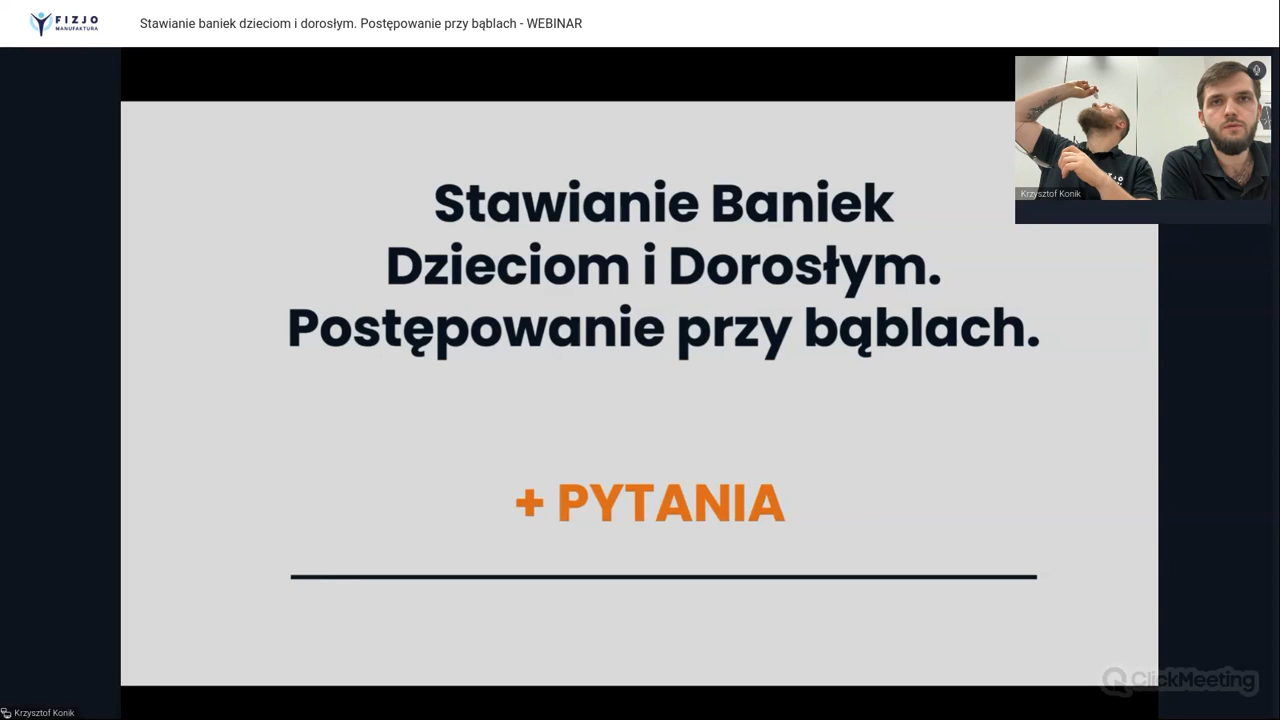 FIZJO
MANUFAKTURA
Stawianie baniek dzieciom i dorosłym. Postępowanie przy bąblach - WEBINAR
Krzysztof Konik
Stawianie Baniek
Dzieciom i Dorosłym.
Postępowanie przy bąblach.
+ PYTANIA
ClickMeeting
Krzysztof Konik